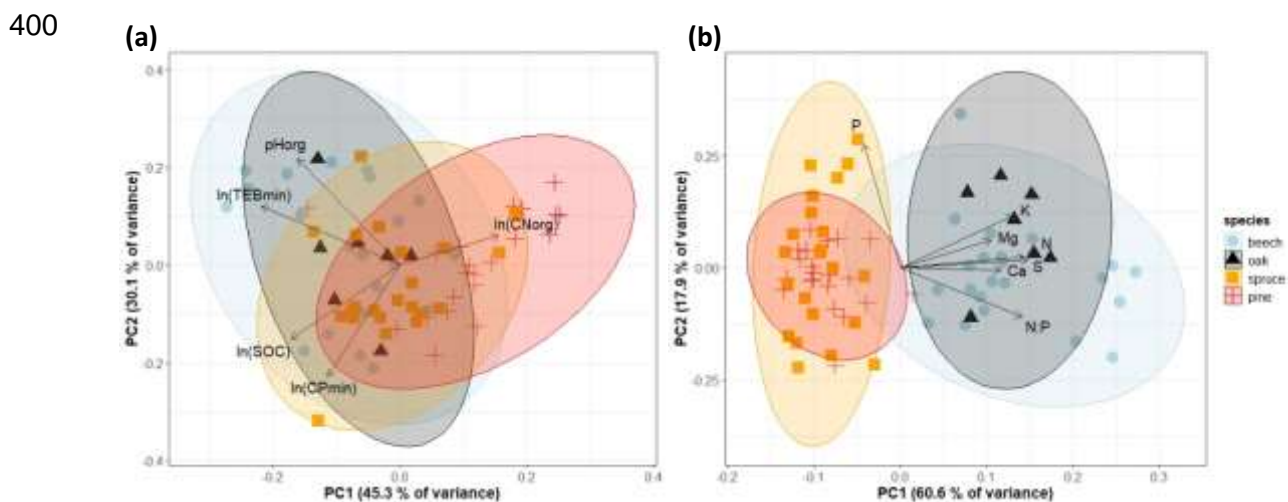 400
(a)
(b)
0.4
0.2
0.0
-0.2
-0.4
PC2 (30.1 % of variance)
pHorg
ln(TEBmin)
ln(CNorg)
ln(SOC)
ln(CPmin)
-0.2
0.0
0.2
0.4
PC1 (45.3 % of variance)
0.25
0.00
-0.25
PC2 (17.9 % of variance)
P
K
Mg
N
S
Ca
N:P
-0.2
-0.1
0.0
0.1
0.2
0.3
PC1 (60.6 % of variance)
species
beech
oak
spruce
pine